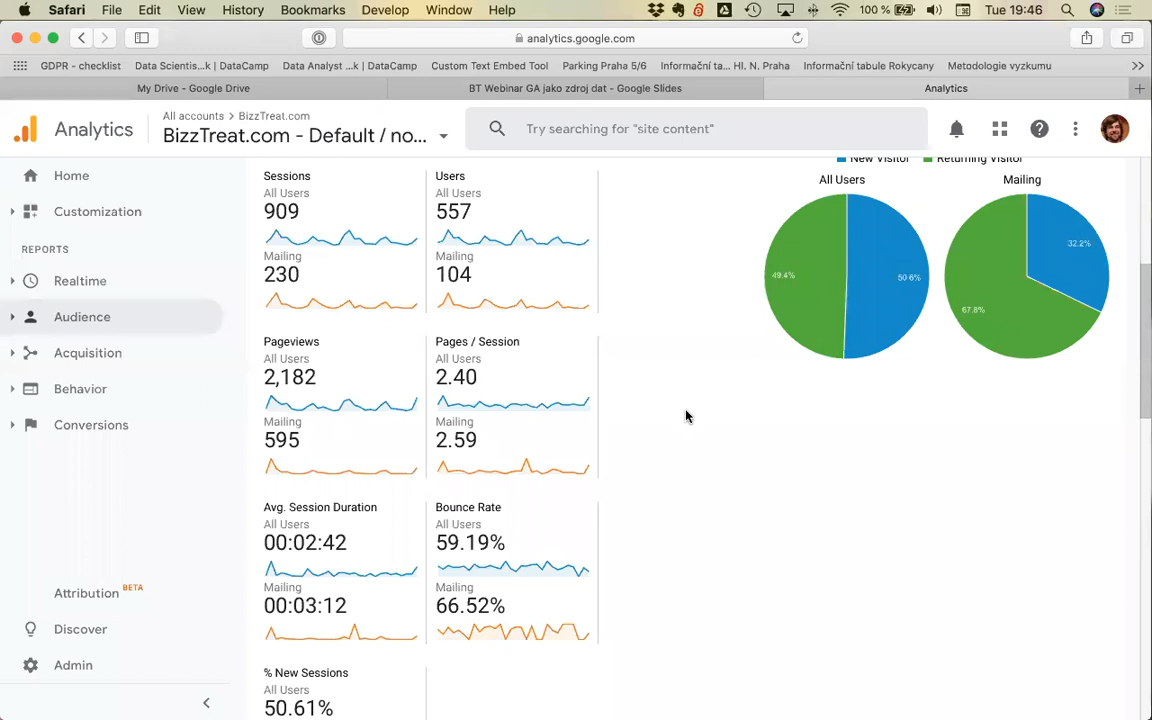 Safari File Edit View History Bookmarks Develop Window Help 100 % Tue 19:46
analytics.google.com
GDPR - checklist Data Scientis...k | DataCamp Data Analyst ...k | DataCamp Custom Text Embed Tool Parking Praha 5/6 Informační ta... Hl. N. Praha Informační tabule Rokycany Metodologie vyzkumu
My Drive - Google Drive BT Webinar GA jako zdroj dat - Google Slides Analytics
Analytics
All accounts > BizzTreat.com
BizzTreat.com - Default / no...
Try searching for "site content"
Home
Customization
REPORTS
Realtime
Audience
Acquisition
Behavior
Conversions
Attribution BETA
Discover
Admin
Sessions
All Users
909
Mailing
230
Users
All Users
557
Mailing
104
Pageviews
All Users
2,182
Mailing
595
Pages / Session
All Users
2.40
Mailing
2.59
Avg. Session Duration
All Users
00:02:42
Mailing
00:03:12
Bounce Rate
All Users
59.19%
Mailing
66.52%
% New Sessions
All Users
50.61%
New Visitor Returning Visitor
All Users
49.4% 50.6%
Mailing
32.2%
67.8%